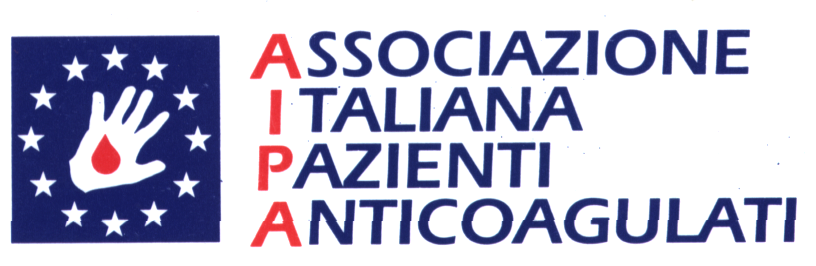 ASSOCIAZIONE
ITALIANA
PAZIENTI
ANTICOAGULATI